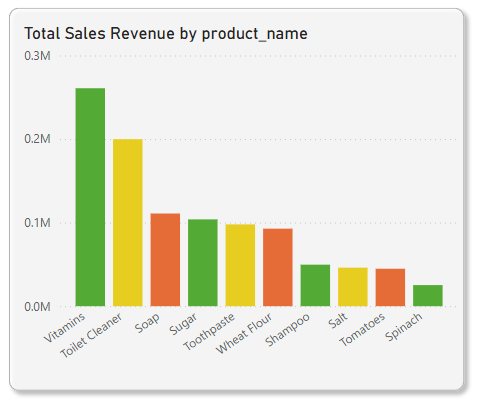 Total Sales Revenue by product_name
0.3M
0.2M
0.1M
0.0M
Vitamins
Toilet Cleaner
Soap
Sugar
Toothpaste
Wheat Flour
Shampoo
Salt
Tomatoes
Spinach